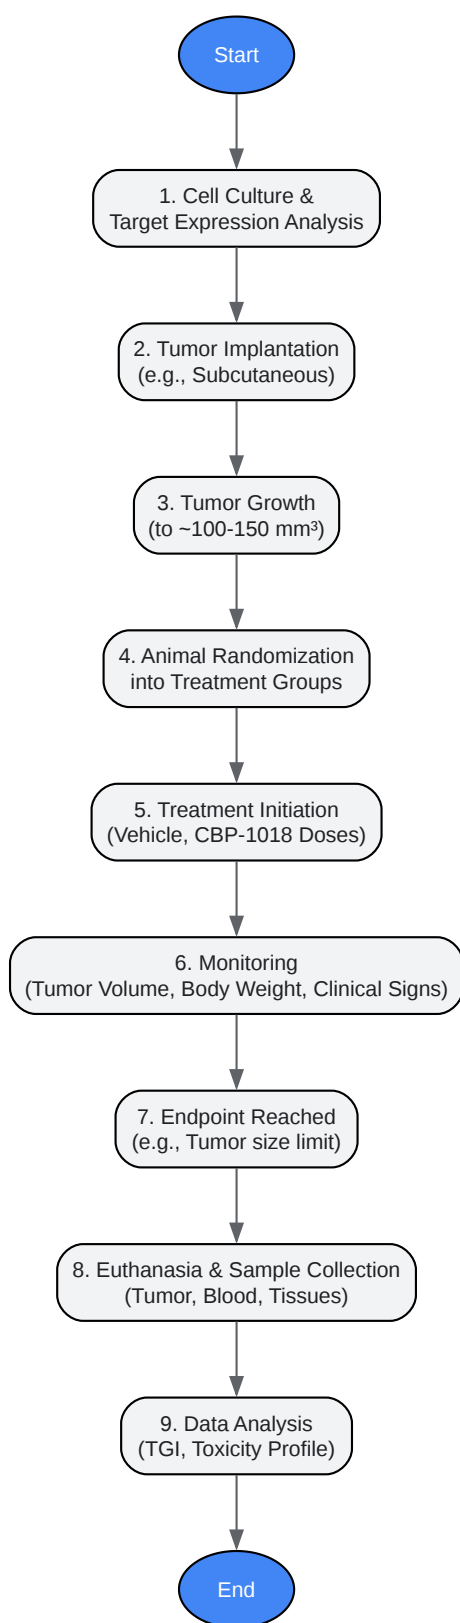 Start
1. Cell Culture &
Target Expression Analysis
2. Tumor Implantation
(e.g., Subcutaneous)
3. Tumor Growth
(to ~100-150 mm³)
4. Animal Randomization
into Treatment Groups
5. Treatment Initiation
(Vehicle, CBP-1018 Doses)
6. Monitoring
(Tumor Volume, Body Weight, Clinical Signs)
7. Endpoint Reached
(e.g., Tumor size limit)
8. Euthanasia & Sample Collection
(Tumor, Blood, Tissues)
9. Data Analysis
(TGI, Toxicity Profile)
End